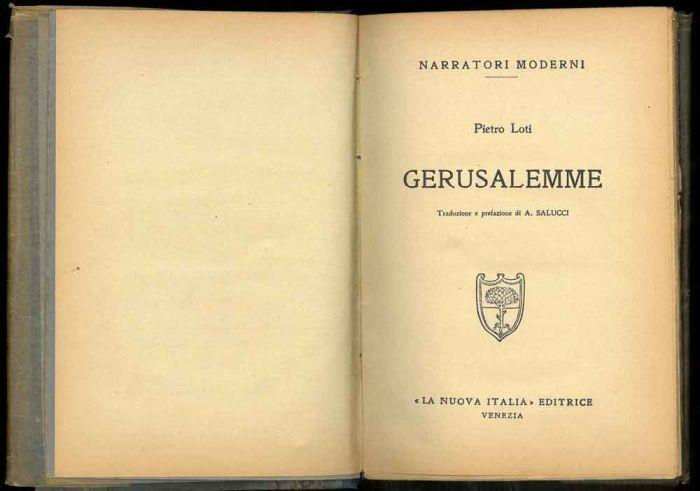 NARRATORI MODERNI
Pietro Loti
GERUSALEMME
Traduzione e prefazione di A. SALUCCI
« LA NUOVA ITALIA » EDITRICE
VENEZIA